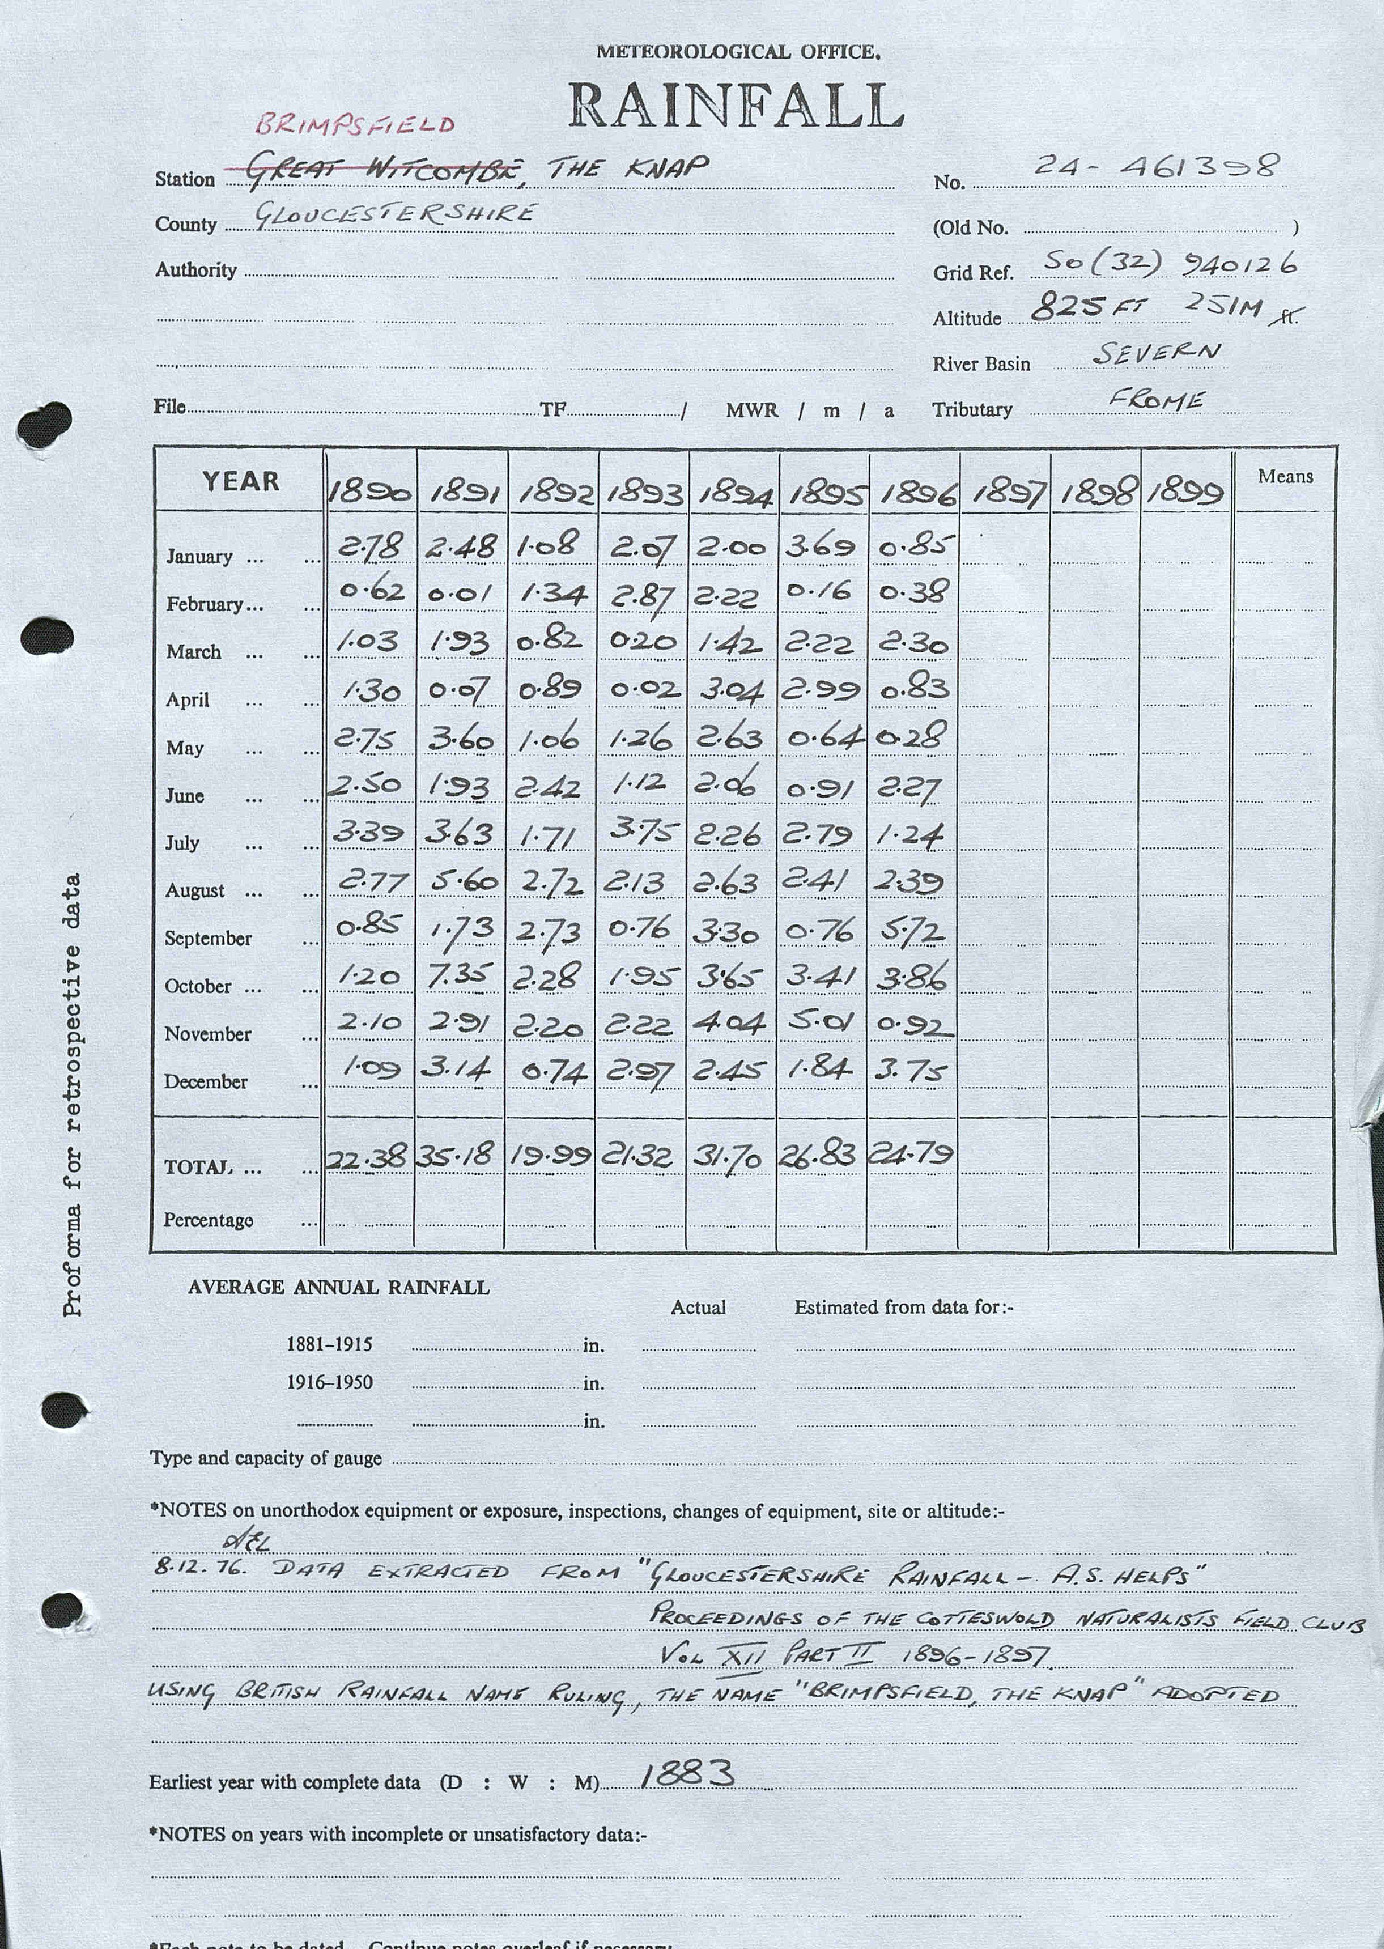 METEOROLOGICAL OFFICE.
RAINFALL
BRIMPSFIELD
Station GREAT WITCOMBE, THE KNAP No. 24- 461398
County GLOUCESTERSHIRE (Old No. )
Authority Grid Ref. SO (32) 940126
Altitude 825 FT 251M ft.
River Basin SEVERN
File TF / MWR / m / a Tributary FROME
YEAR 1890 1891 1892 1893 1894 1895 1896 1897 1898 1899 Means
January ... ... 2.78 2.48 1.08 2.07 2.00 3.69 0.85
February... ... 0.62 0.01 1.34 2.87 2.22 0.16 0.38
March ... ... 1.03 1.93 0.82 0.20 1.42 2.22 2.30
April ... ... 1.30 0.07 0.89 0.02 3.04 2.99 0.83
May ... ... 2.75 3.60 1.06 1.26 2.63 0.64 0.28
June ... ... 2.50 1.93 2.42 1.12 2.06 0.91 2.27
July ... ... 3.39 3.63 1.71 3.75 2.26 2.79 1.24
August ... ... 2.77 5.60 2.72 2.13 2.63 2.41 2.39
September ... 0.85 1.73 2.73 0.76 3.30 0.76 5.72
October ... ... 1.20 7.35 2.28 1.95 3.65 3.41 3.86
November ... 2.10 2.91 2.20 2.22 4.04 5.01 0.92
December ... 1.09 3.14 0.74 2.97 2.45 1.84 3.75
TOTAL ... ... 22.38 35.18 19.99 21.32 31.70 26.83 24.79
Percentage ...
Proforma for retrospective data
AVERAGE ANNUAL RAINFALL
Actual Estimated from data for:-
1881-1915 in.
1916-1950 in.
in.
Type and capacity of gauge
*NOTES on unorthodox equipment or exposure, inspections, changes of equipment, site or altitude:-
8.12.76. DATA EXTRACTED FROM "GLOUCESTERSHIRE RAINFALL - A.S. HELPS"
PROCEEDINGS OF THE COTTESWOLD NATURALISTS FIELD CLUB
VOL XII PART II 1896-1897
USING BRITISH RAINFALL NAME RULING, THE NAME "BRIMPSFIELD, THE KNAP" ADOPTED
Earliest year with complete data (D : W : M) 1883
*NOTES on years with incomplete or unsatisfactory data:-
*Each note to be dated. Continue notes overleaf if necessary